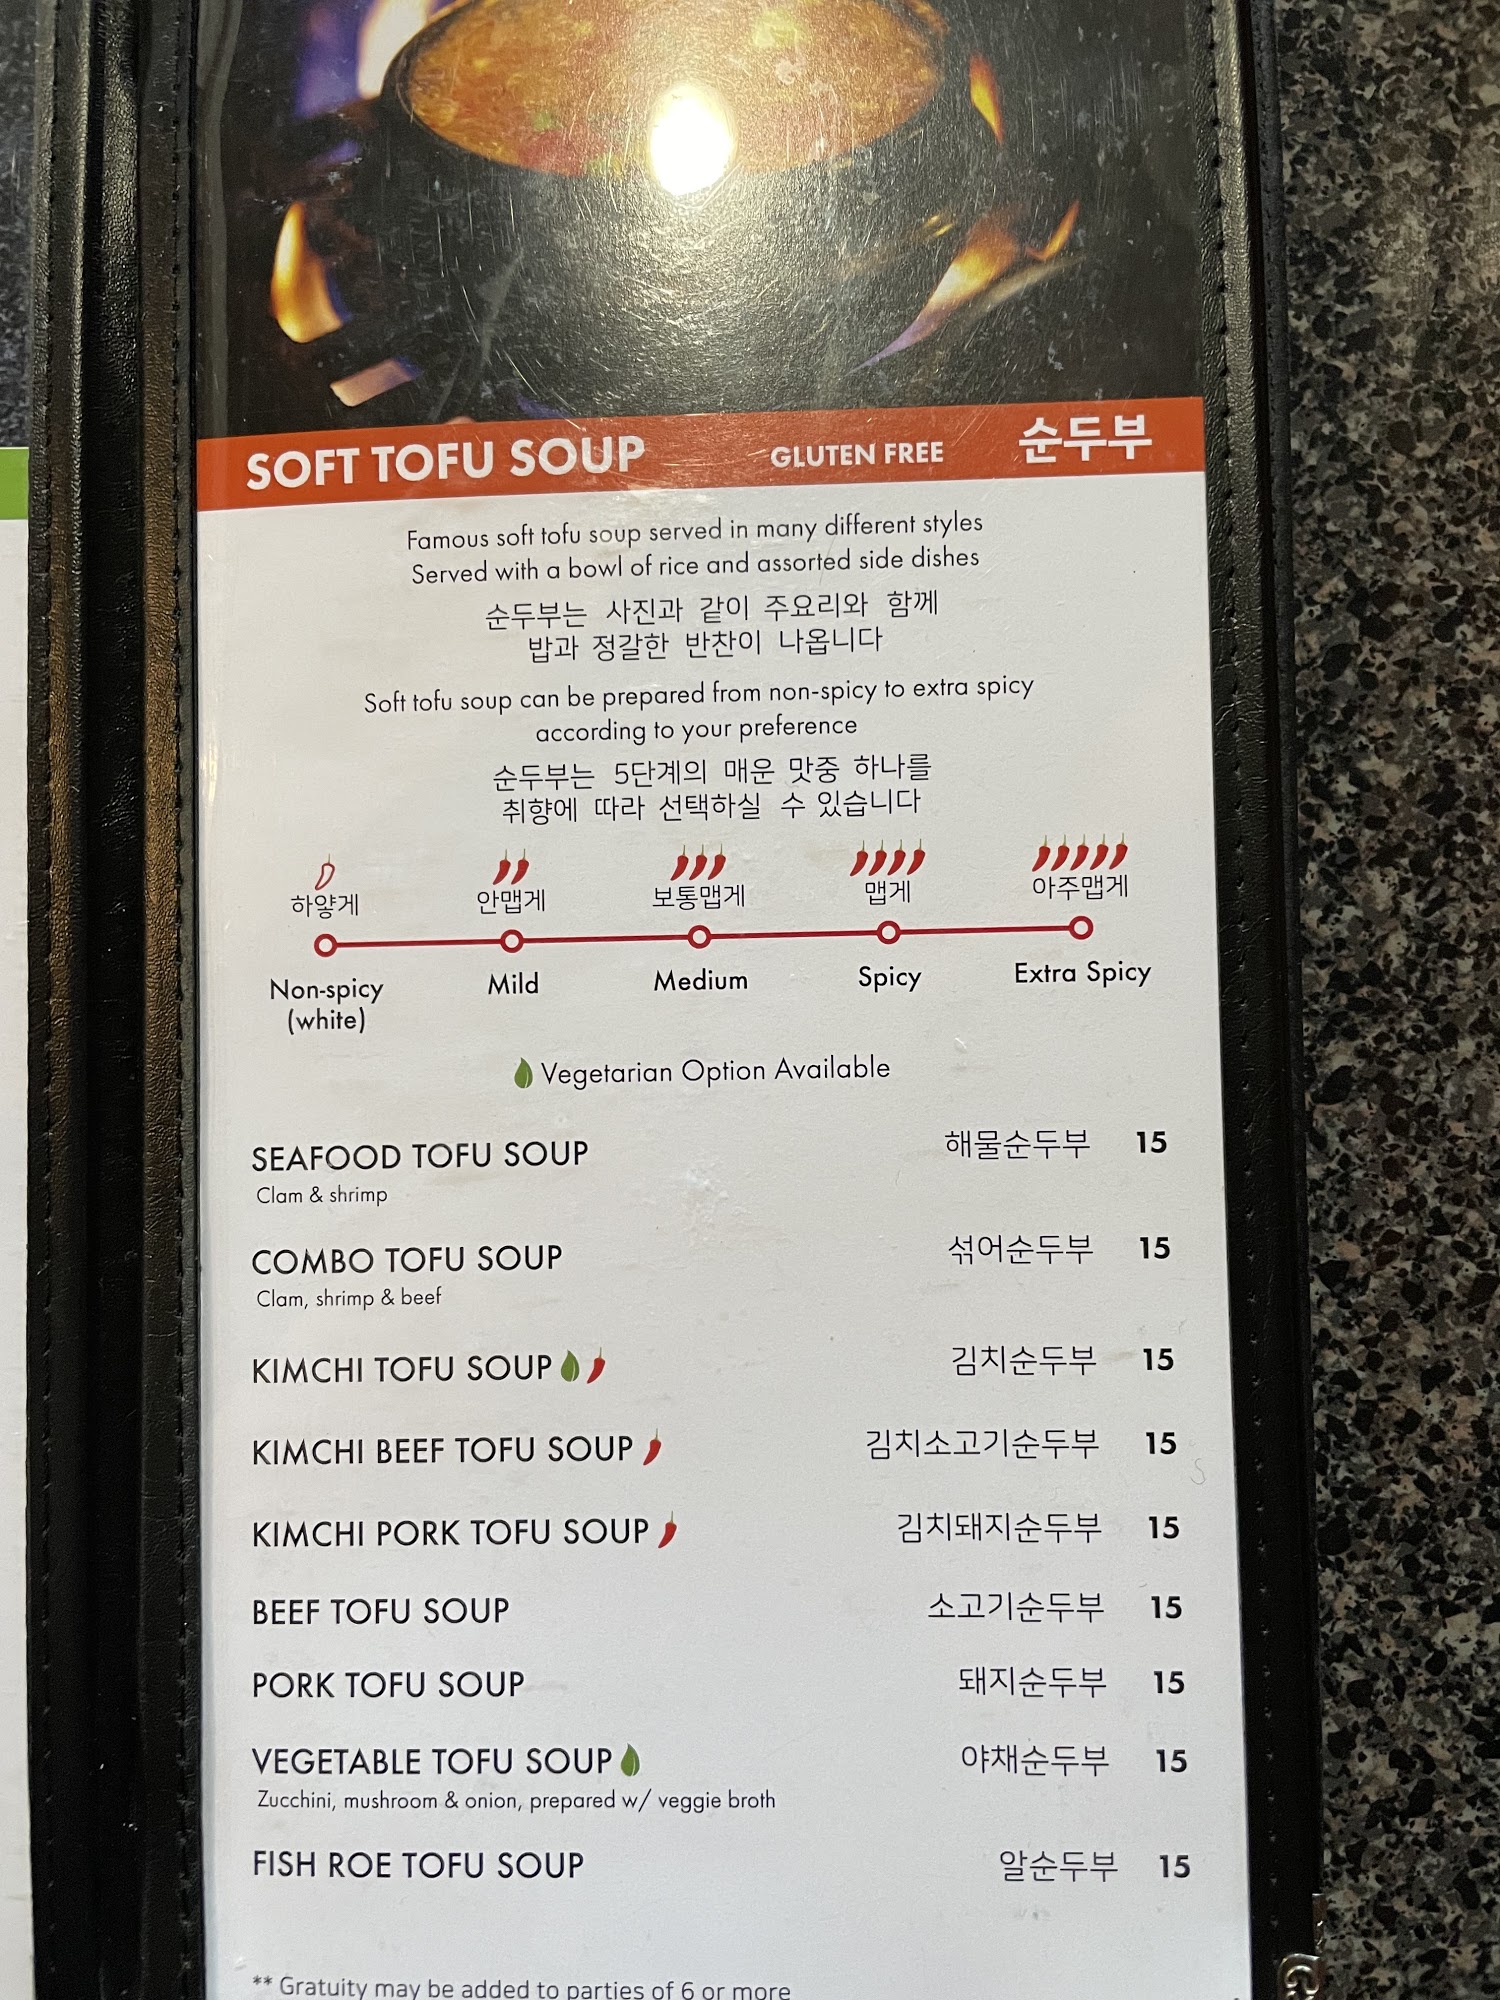 SOFT TOFU SOUP GLUTEN FREE 순두부
Famous soft tofu soup served in many different styles
Served with a bowl of rice and assorted side dishes
순두부는 사진과 같이 주요리와 함께
밥과 정갈한 반찬이 나옵니다
Soft tofu soup can be prepared from non-spicy to extra spicy
according to your preference
순두부는 5단계의 매운 맛중 하나를
취향에 따라 선택하실 수 있습니다
하얗게 안맵게 보통맵게 맵게 아주맵게
Non-spicy Mild Medium Spicy Extra Spicy
(white)
Vegetarian Option Available
SEAFOOD TOFU SOUP 해물순두부 15
Clam & shrimp
COMBO TOFU SOUP 섞어순두부 15
Clam, shrimp & beef
KIMCHI TOFU SOUP 김치순두부 15
KIMCHI BEEF TOFU SOUP 김치소고기순두부 15
KIMCHI PORK TOFU SOUP 김치돼지순두부 15
BEEF TOFU SOUP 소고기순두부 15
PORK TOFU SOUP 돼지순두부 15
VEGETABLE TOFU SOUP 야채순두부 15
Zucchini, mushroom & onion, prepared w/ veggie broth
FISH ROE TOFU SOUP 알순두부 15
** Gratuity may be added to parties of 6 or more